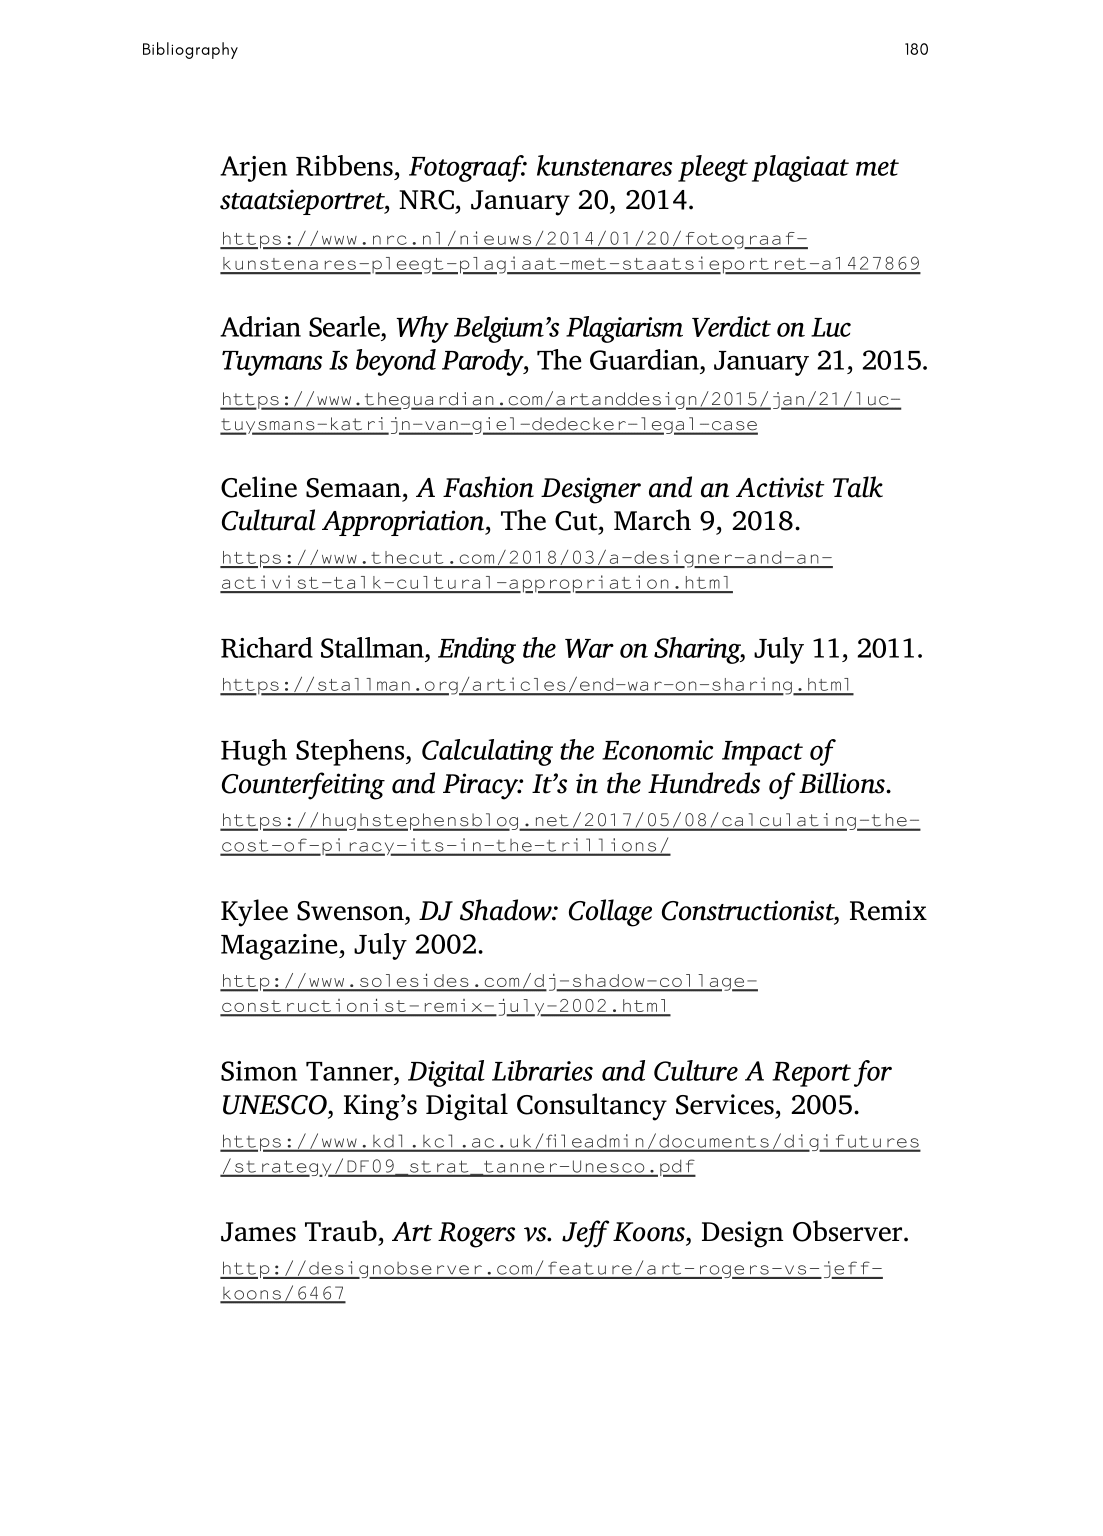 Bibliography 180
Arjen Ribbens, Fotograaf: kunstenares pleegt plagiaat met
staatsieportret, NRC, January 20, 2014.
https://www.nrc.nl/nieuws/2014/01/20/fotograaf-
kunstenares-pleegt-plagiaat-met-staatsieportret-a1427869
Adrian Searle, Why Belgium’s Plagiarism Verdict on Luc
Tuymans Is beyond Parody, The Guardian, January 21, 2015.
https://www.theguardian.com/artanddesign/2015/jan/21/luc-
tuysmans-katrijn-van-giel-dedecker-legal-case
Celine Semaan, A Fashion Designer and an Activist Talk
Cultural Appropriation, The Cut, March 9, 2018.
https://www.thecut.com/2018/03/a-designer-and-an-
activist-talk-cultural-appropriation.html
Richard Stallman, Ending the War on Sharing, July 11, 2011.
https://stallman.org/articles/end-war-on-sharing.html
Hugh Stephens, Calculating the Economic Impact of
Counterfeiting and Piracy: It’s in the Hundreds of Billions.
https://hughstephensblog.net/2017/05/08/calculating-the-
cost-of-piracy-its-in-the-trillions/
Kylee Swenson, DJ Shadow: Collage Constructionist, Remix
Magazine, July 2002.
http://www.solesides.com/dj-shadow-collage-
constructionist-remix-july-2002.html
Simon Tanner, Digital Libraries and Culture A Report for
UNESCO, King’s Digital Consultancy Services, 2005.
https://www.kdl.kcl.ac.uk/fileadmin/documents/digifutures
/strategy/DF09_strat_tanner-Unesco.pdf
James Traub, Art Rogers vs. Jeff Koons, Design Observer.
http://designobserver.com/feature/art-rogers-vs-jeff-
koons/6467